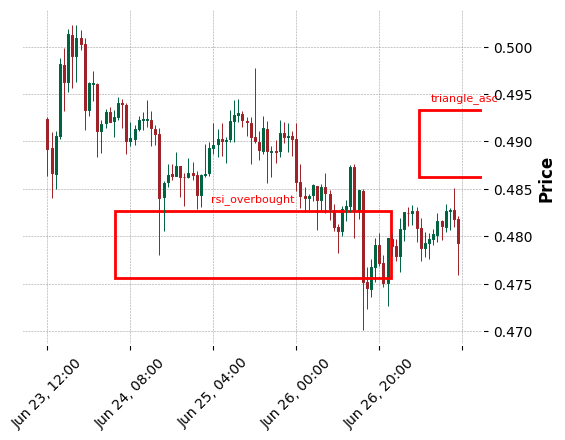 0.500
0.495
triangle_asc
0.490
0.485
rsi_overbought
0.480
0.475
0.470
Price
Jun 23, 12:00
Jun 24, 08:00
Jun 25, 04:00
Jun 26, 00:00
Jun 26, 20:00